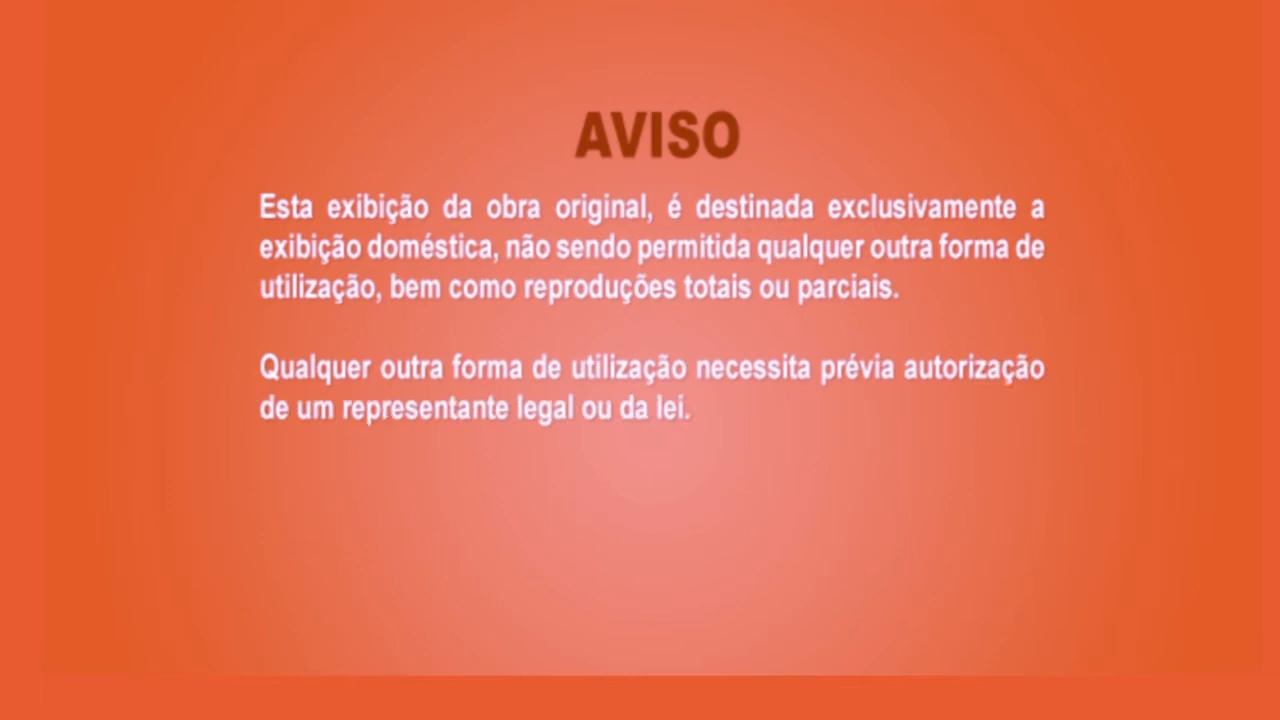 AVISO
Esta exibição da obra original, é destinada exclusivamente a
exibição doméstica, não sendo permitida qualquer outra forma de
utilização, bem como reproduções totais ou parciais.
Qualquer outra forma de utilização necessita prévia autorização
de um representante legal ou da lei.